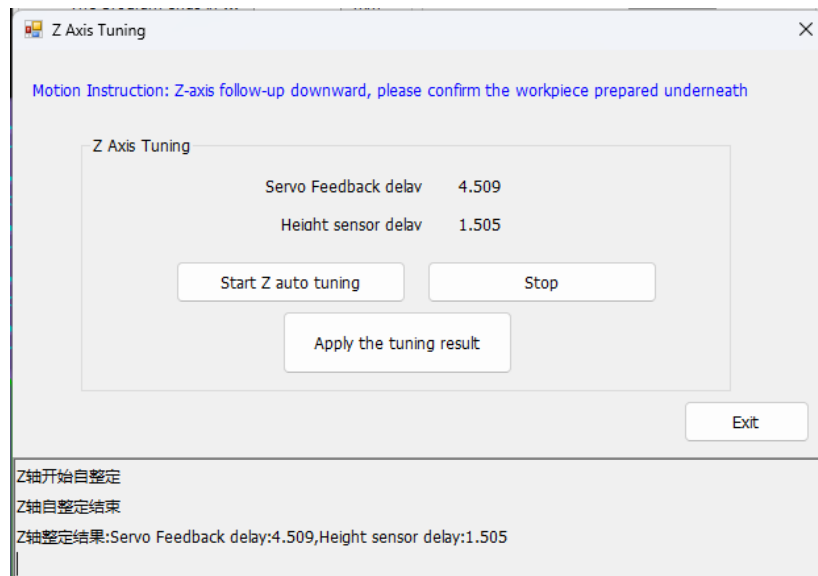 Z Axis Tuning
Motion Instruction: Z-axis follow-up downward, please confirm the workpiece prepared underneath
Z Axis Tuning
Servo Feedback delay 4.509
Height sensor delay 1.505
Start Z auto tuning Stop
Apply the tuning result
Exit
Z轴开始自整定
Z轴自整定结束
Z轴整定结果:Servo Feedback delay:4.509,Height sensor delay:1.505